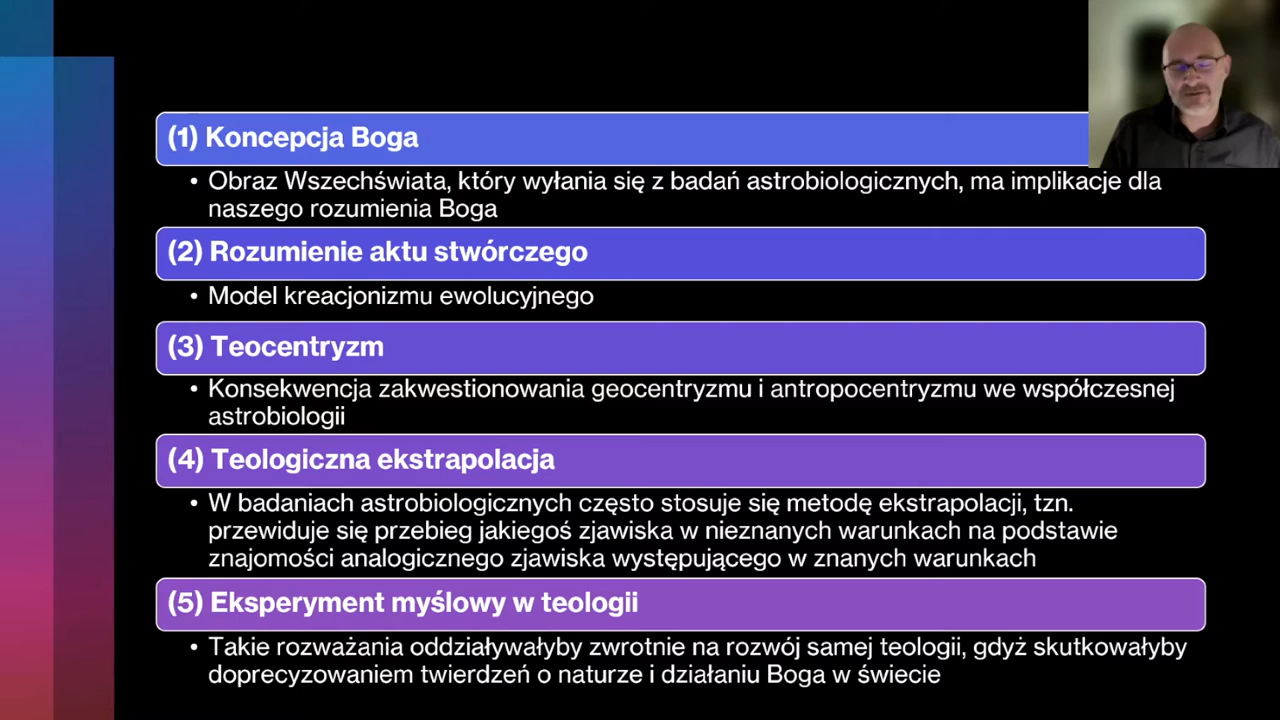 (1) Koncepcja Boga
• Obraz Wszechświata, który wyłania się z badań astrobiologicznych, ma implikacje dla
naszego rozumienia Boga
(2) Rozumienie aktu stwórczego
• Model kreacjonizmu ewolucyjnego
(3) Teocentryzm
• Konsekwencja zakwestionowania geocentryzmu i antropocentryzmu we współczesnej
astrobiologii
(4) Teologiczna ekstrapolacja
• W badaniach astrobiologicznych często stosuje się metodę ekstrapolacji, tzn.
przewiduje się przebieg jakiegoś zjawiska w nieznanych warunkach na podstawie
znajomości analogicznego zjawiska występującego w znanych warunkach
(5) Eksperyment myślowy w teologii
• Takie rozważania oddziaływałyby zwrotnie na rozwój samej teologii, gdyż skutkowałyby
doprecyzowaniem twierdzeń o naturze i działaniu Boga w świecie